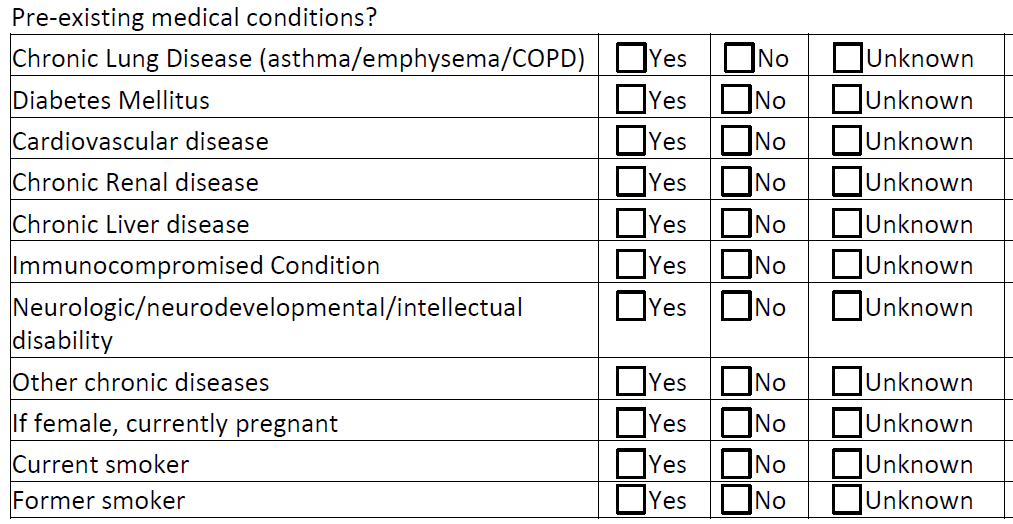 Pre-existing medical conditions?
Chronic Lung Disease (asthma/emphysema/COPD) Yes No Unknown
Diabetes Mellitus Yes No Unknown
Cardiovascular disease Yes No Unknown
Chronic Renal disease Yes No Unknown
Chronic Liver disease Yes No Unknown
Immunocompromised Condition Yes No Unknown
Neurologic/neurodevelopmental/intellectual Yes No Unknown
disability
Other chronic diseases Yes No Unknown
If female, currently pregnant Yes No Unknown
Current smoker Yes No Unknown
Former smoker Yes No Unknown